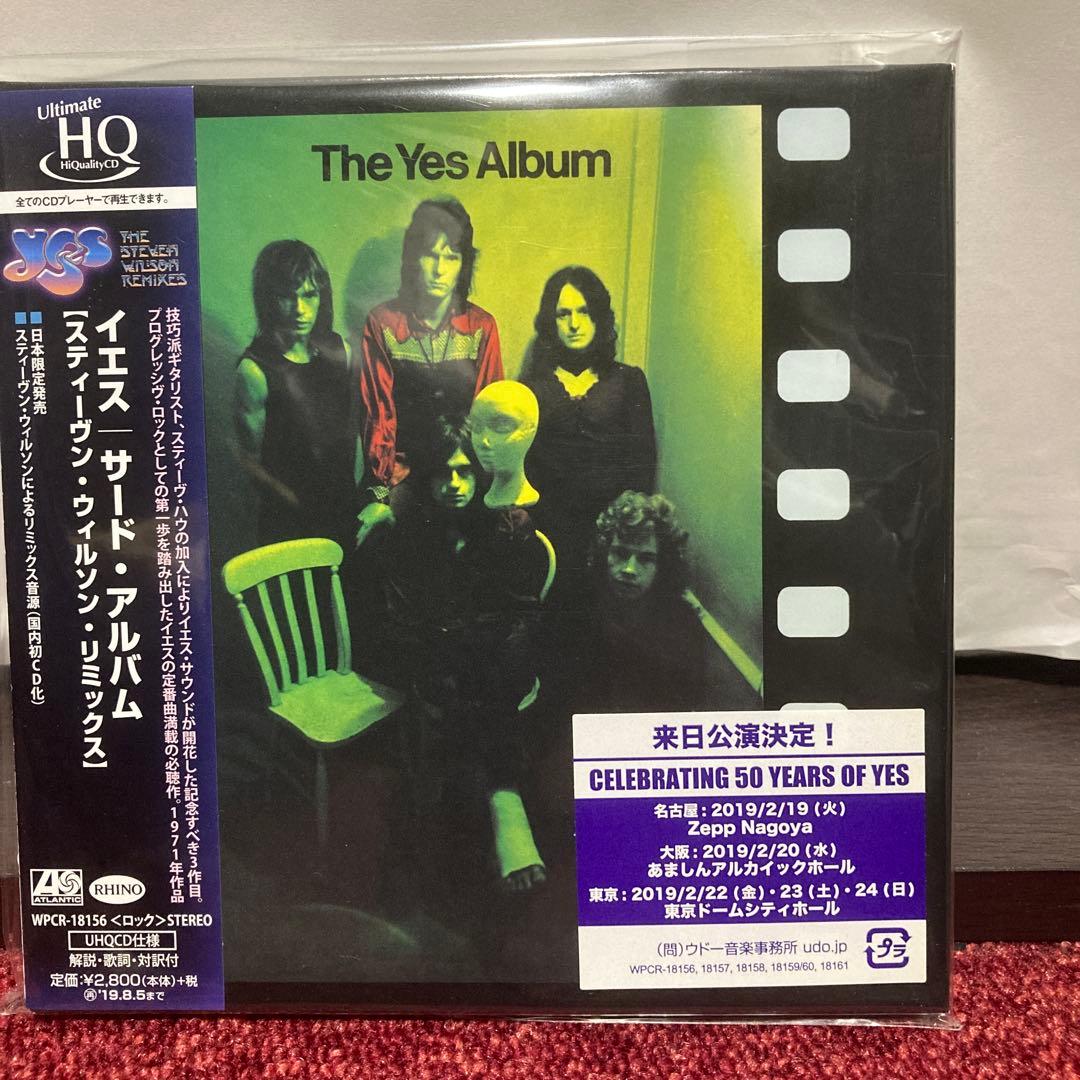 Ultimate
HQ
HiQualityCD
全てのCDプレーヤーで再生できます。
yes
THE
STEVEN
WILSON
REMIXES
技巧派ギタリスト、スティーヴ・ハウの加入によりイエス・サウンドが開花した記念すべき3作目。
プログレッシヴ・ロックとしての第一歩を踏み出したイエスの定番曲満載の必聴作。1971年作品
イエス｜サード・アルバム
[スティーヴン・ウィルソン・リミックス]
■日本限定発売
■スティーヴン・ウィルソンによるリミックス音源(国内初CD化)
ATLANTIC
RHINO
WPCR-18156 <ロック> STEREO
UHQCD仕様
解説・歌詞・対訳付
定価:¥2,800(本体)+税
再'19.8.5まで
The Yes Album
来日公演決定！
CELEBRATING 50 YEARS OF YES
名古屋 : 2019/2/19 (火)
Zepp Nagoya
大阪 : 2019/2/20 (水)
あましんアルカイックホール
東京 : 2019/2/22 (金)・23 (土)・24 (日)
東京ドームシティホール
(問)ウドー音楽事務所 udo.jp
WPCR-18156, 18157, 18158, 18159/60, 18161
プラ